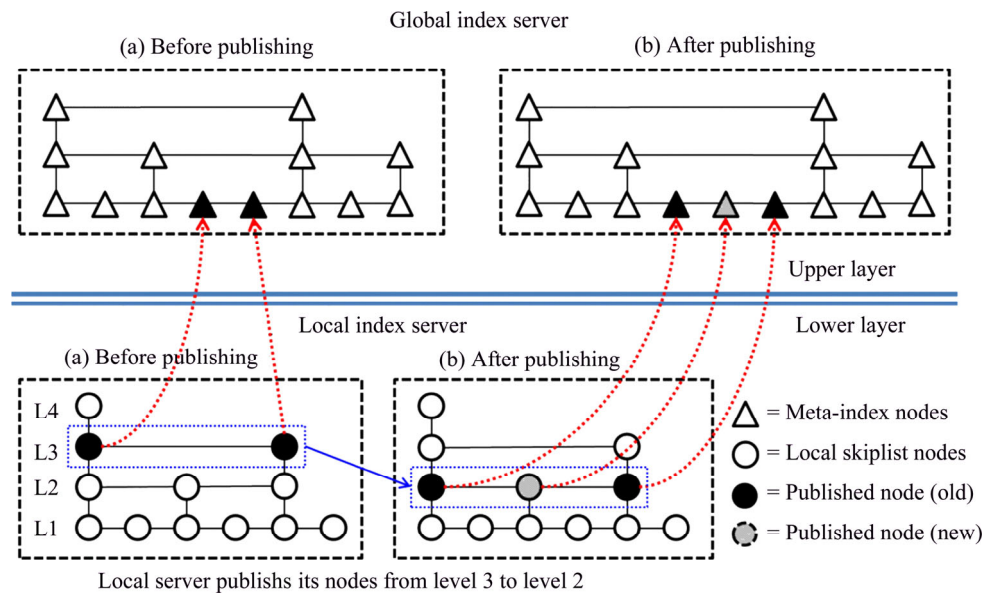 Global index server
(a) Before publishing
(b) After publishing
Upper layer
Local index server
Lower layer
(a) Before publishing
(b) After publishing
L4
L3
L2
L1
= Meta-index nodes
= Local skiplist nodes
= Published node (old)
= Published node (new)
Local server publishs its nodes from level 3 to level 2